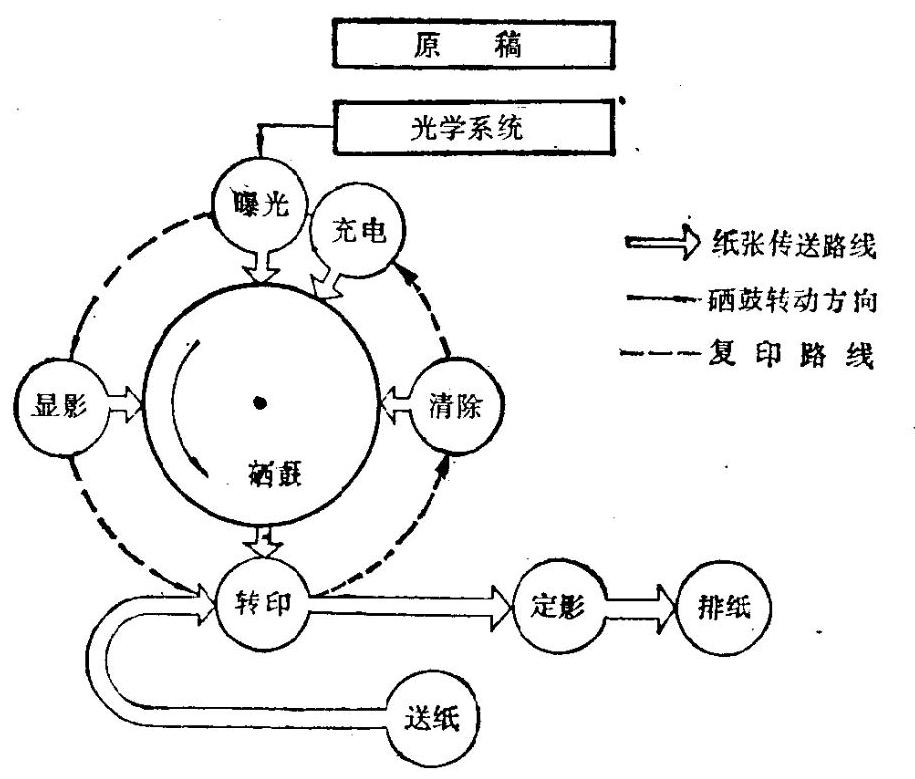 原 稿
光学系统
曝光
充电
纸张传送路线
硒鼓转动方向
复印路线
显影
清除
硒鼓
转印
定影
排纸
送纸